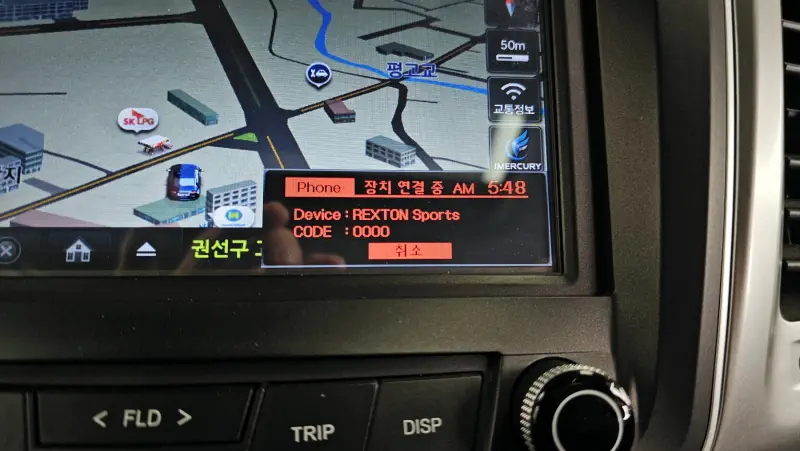 50m
평고교
교통정보
SK LPG
IMERCURY
지
Phone 장치 연결 중 AM 5:48
Device : REXTON Sports
CODE : 0000
취소
권선구
< FLD >
TRIP
DISP